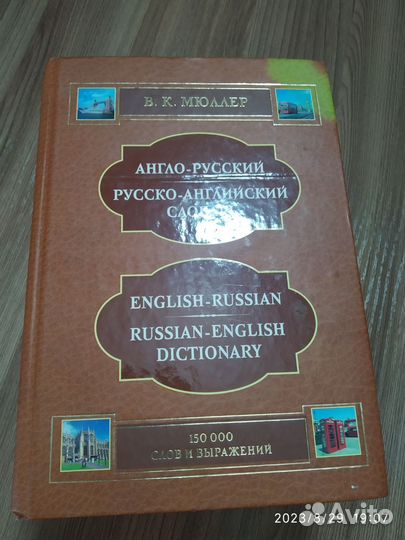 В. К. МЮЛЛЕР
АНГЛО-РУССКИЙ
РУССКО-АНГЛИЙСКИЙ
ENGLISH-RUSSIAN
RUSSIAN-ENGLISH
DICTIONARY
150 000
СЛОВ И ВЫРАЖЕНИЙ
2023/8/29 19:07
Avito